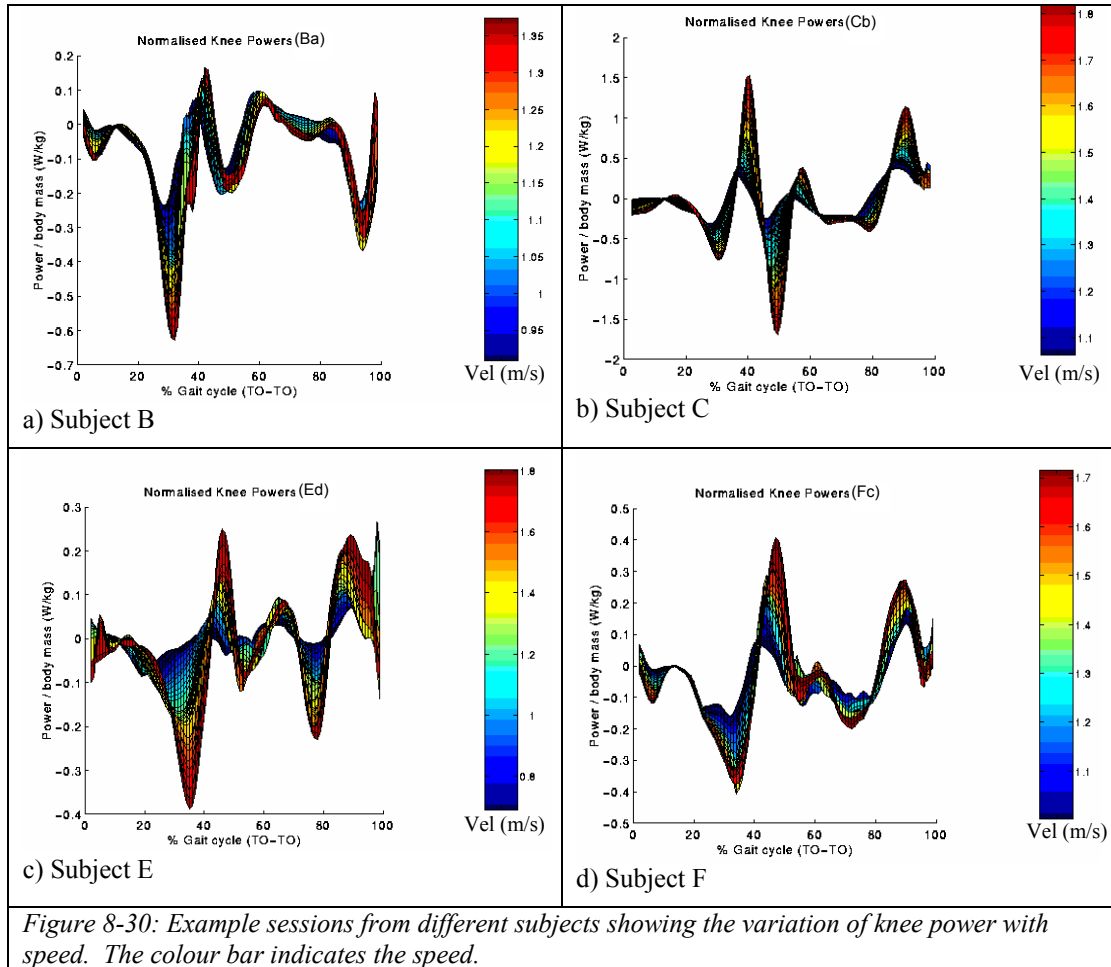 Normalised Knee Powers (Ba)
Power / body mass (W/kg)
0.2
0.1
0
−0.1
−0.2
−0.3
−0.4
−0.5
−0.6
−0.7
0 20 40 60 80 100
% Gait cycle (TO−TO)
1.35
1.3
1.25
1.2
1.15
1.1
1.05
1
0.95
Vel (m/s)
a) Subject B
Normalised Knee Powers (Cb)
Power / body mass (W/kg)
2
1.5
1
0.5
0
−0.5
−1
−1.5
−2
0 20 40 60 80 100
% Gait cycle (TO−TO)
1.8
1.7
1.6
1.5
1.4
1.3
1.2
1.1
Vel (m/s)
b) Subject C
Normalised Knee Powers (Ed)
Power / body mass (W/kg)
0.3
0.2
0.1
0
−0.1
−0.2
−0.3
−0.4
0 20 40 60 80 100
% Gait cycle (TO−TO)
1.8
1.6
1.4
1.2
1
0.8
Vel (m/s)
c) Subject E
Normalised Knee Powers (Fc)
Power / body mass (W/kg)
0.5
0.4
0.3
0.2
0.1
0
−0.1
−0.2
−0.3
−0.4
−0.5
0 20 40 60 80 100
% Gait cycle (TO−TO)
1.7
1.6
1.5
1.4
1.3
1.2
1.1
Vel (m/s)
d) Subject F
Figure 8-30: Example sessions from different subjects showing the variation of knee power with
speed. The colour bar indicates the speed.